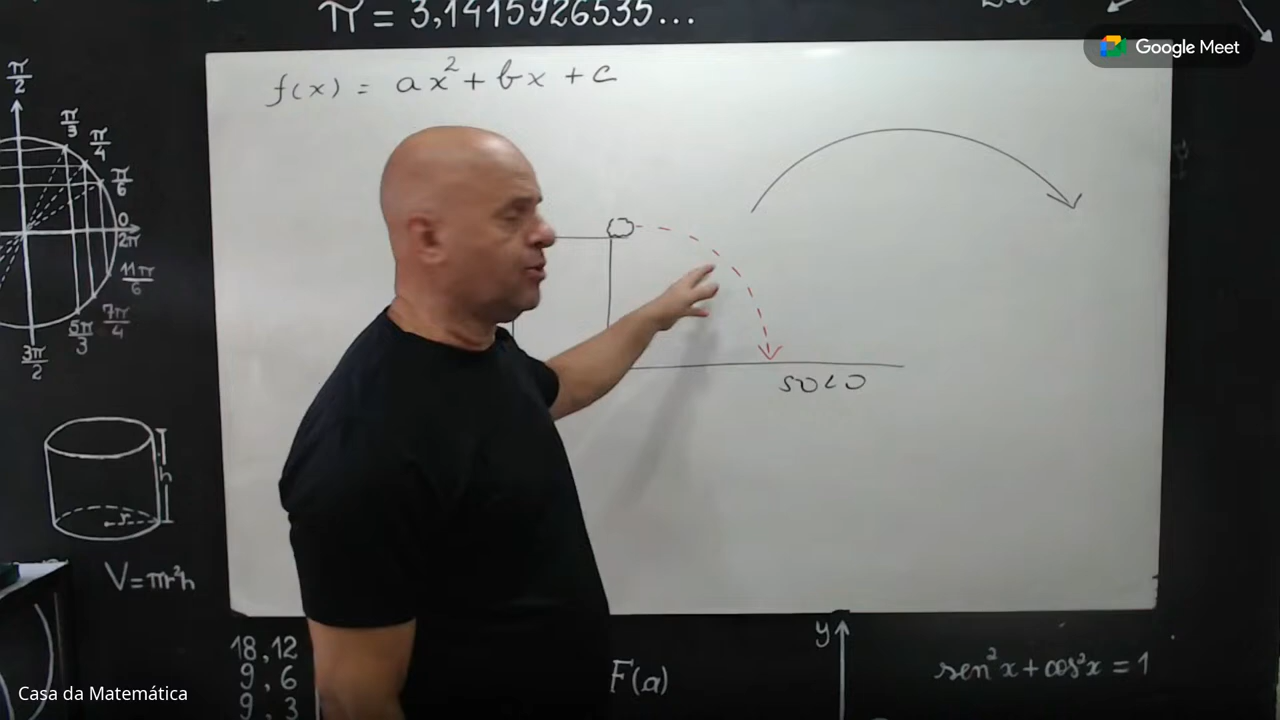 π = 3,1415926535...
Google Meet
f(x) = ax² + bx + c
π/2
π/3
π/4
π/6
0
2π
11π/6
7π/4
5π/3
3π/2
SOLO
h
r
V=πr²h
18,12
9,6
9,3
F(a)
y
sen²x+cos²x=1
Casa da Matemática